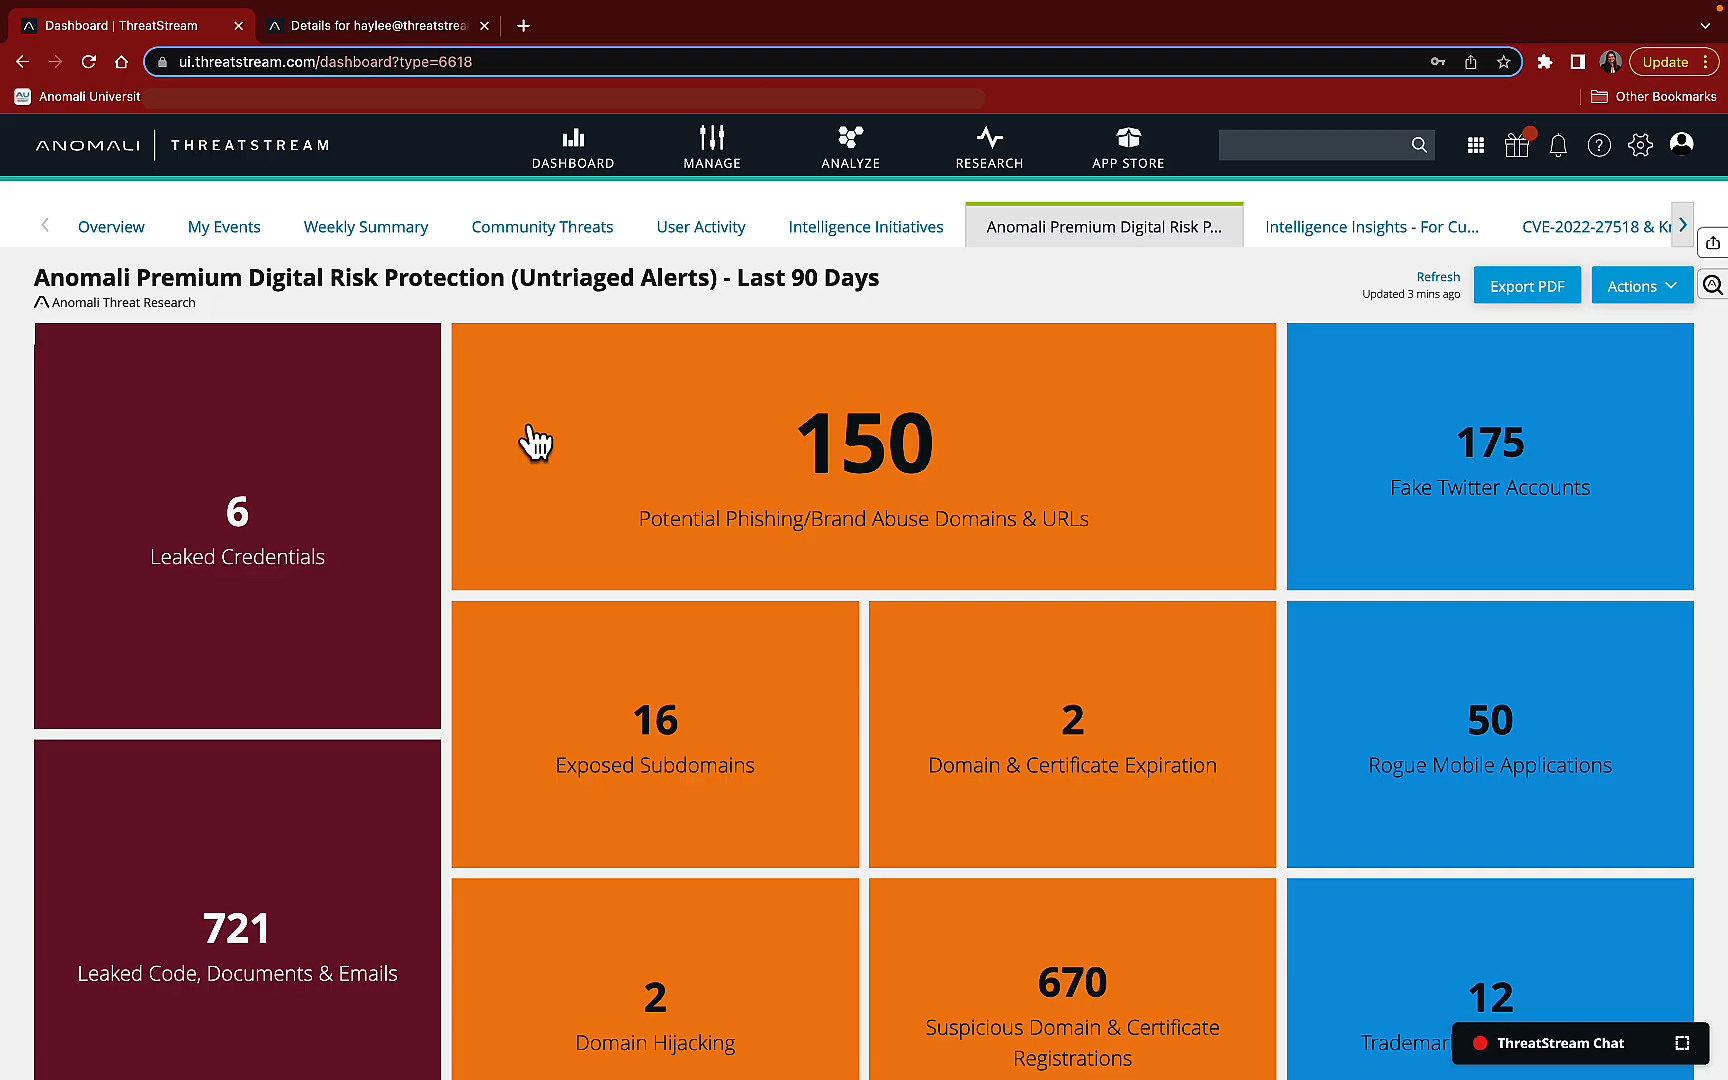 Dashboard | ThreatStream
Details for haylee@threatstrea
ui.threatstream.com/dashboard?type=6618
Update
Anomali Universit
Other Bookmarks
ANOMALI | THREATSTREAM
DASHBOARD
MANAGE
ANALYZE
RESEARCH
APP STORE
Overview
My Events
Weekly Summary
Community Threats
User Activity
Intelligence Initiatives
Anomali Premium Digital Risk P...
Intelligence Insights - For Cu...
CVE-2022-27518 & Kr
Anomali Premium Digital Risk Protection (Untriaged Alerts) - Last 90 Days
Anomali Threat Research
Refresh
Updated 3 mins ago
Export PDF
Actions
6
Leaked Credentials
150
Potential Phishing/Brand Abuse Domains & URLs
175
Fake Twitter Accounts
16
Exposed Subdomains
2
Domain & Certificate Expiration
50
Rogue Mobile Applications
721
Leaked Code, Documents & Emails
2
Domain Hijacking
670
Suspicious Domain & Certificate
Registrations
12
Trademar
ThreatStream Chat